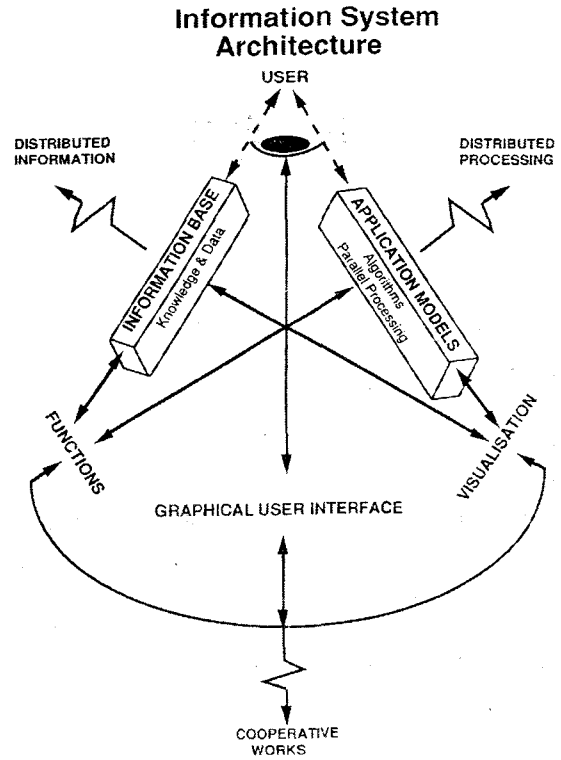 Information System
Architecture
USER
DISTRIBUTED
INFORMATION
DISTRIBUTED
PROCESSING
INFORMATION BASE
Knowledge & Data
APPLICATION MODELS
Algorithms
Parallel Processing
FUNCTIONS
VISUALISATION
GRAPHICAL USER INTERFACE
COOPERATIVE
WORKS